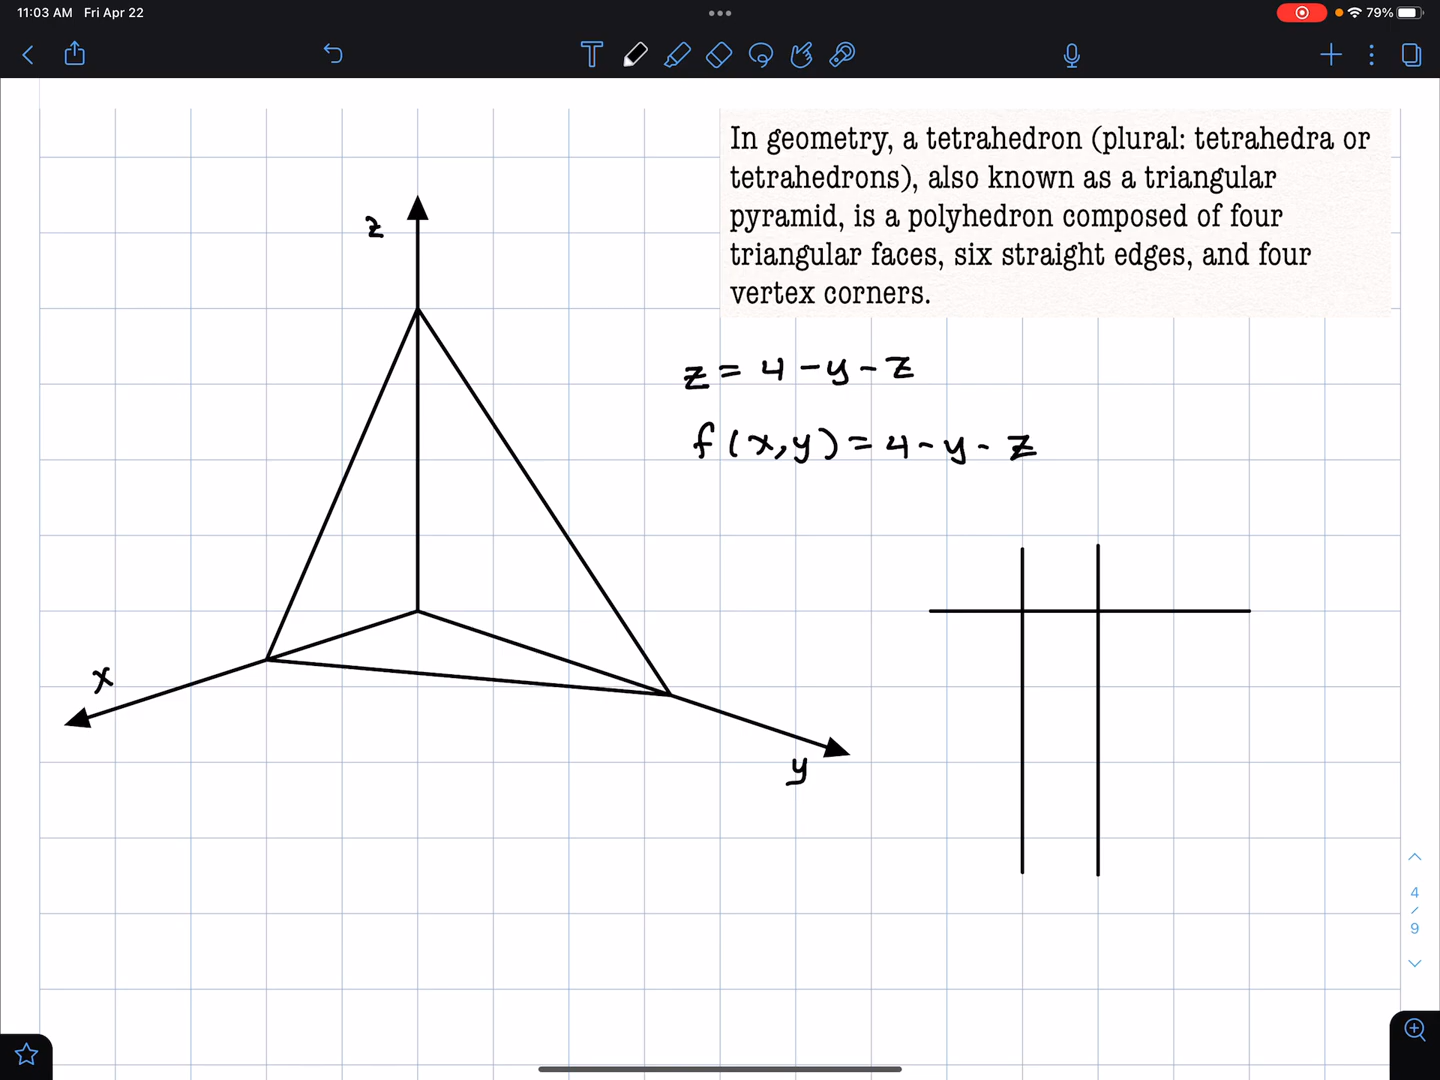 11:03 AM Fri Apr 22
79%
In geometry, a tetrahedron (plural: tetrahedra or
tetrahedrons), also known as a triangular
pyramid, is a polyhedron composed of four
triangular faces, six straight edges, and four
vertex corners.
z
z = 4 - y - z
f(x,y) = 4 - y - z
x
y
4
/
9